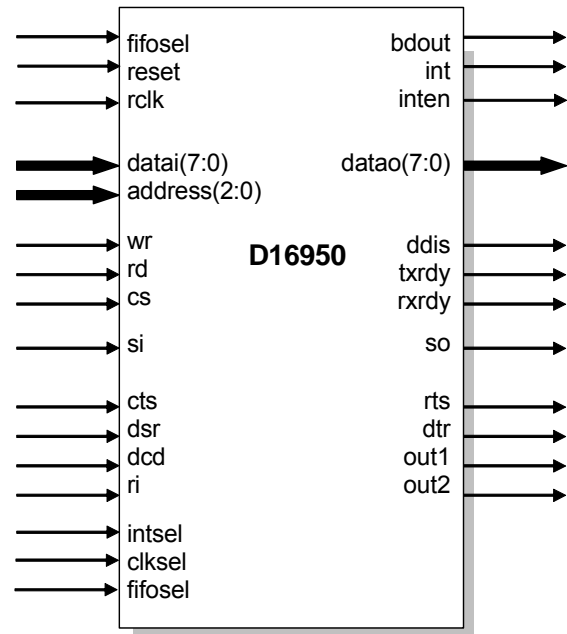 fifosel
reset
rclk
datai(7:0)
address(2:0)
wr
rd
cs
si
cts
dsr
dcd
ri
intsel
clksel
fifosel
D16950
bdout
int
inten
datao(7:0)
ddis
txrdy
rxrdy
so
rts
dtr
out1
out2